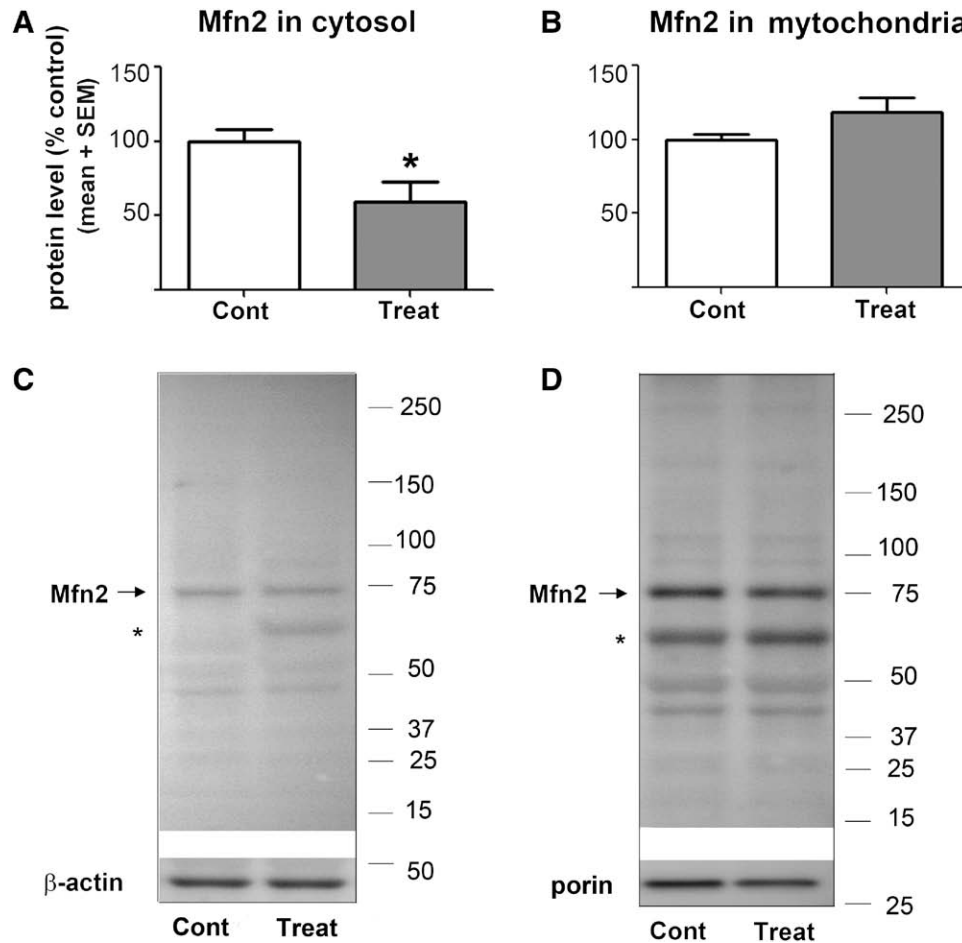 A
Mfn2 in cytosol
B
Mfn2 in mytochondria
protein level (% control)
(mean + SEM)
150
100
50
*
Cont
Treat
150
100
50
Cont
Treat
C
Mfn2
*
250
150
100
75
50
37
25
15
β-actin
50
Cont
Treat
D
Mfn2
*
250
150
100
75
50
37
25
15
porin
25
Cont
Treat